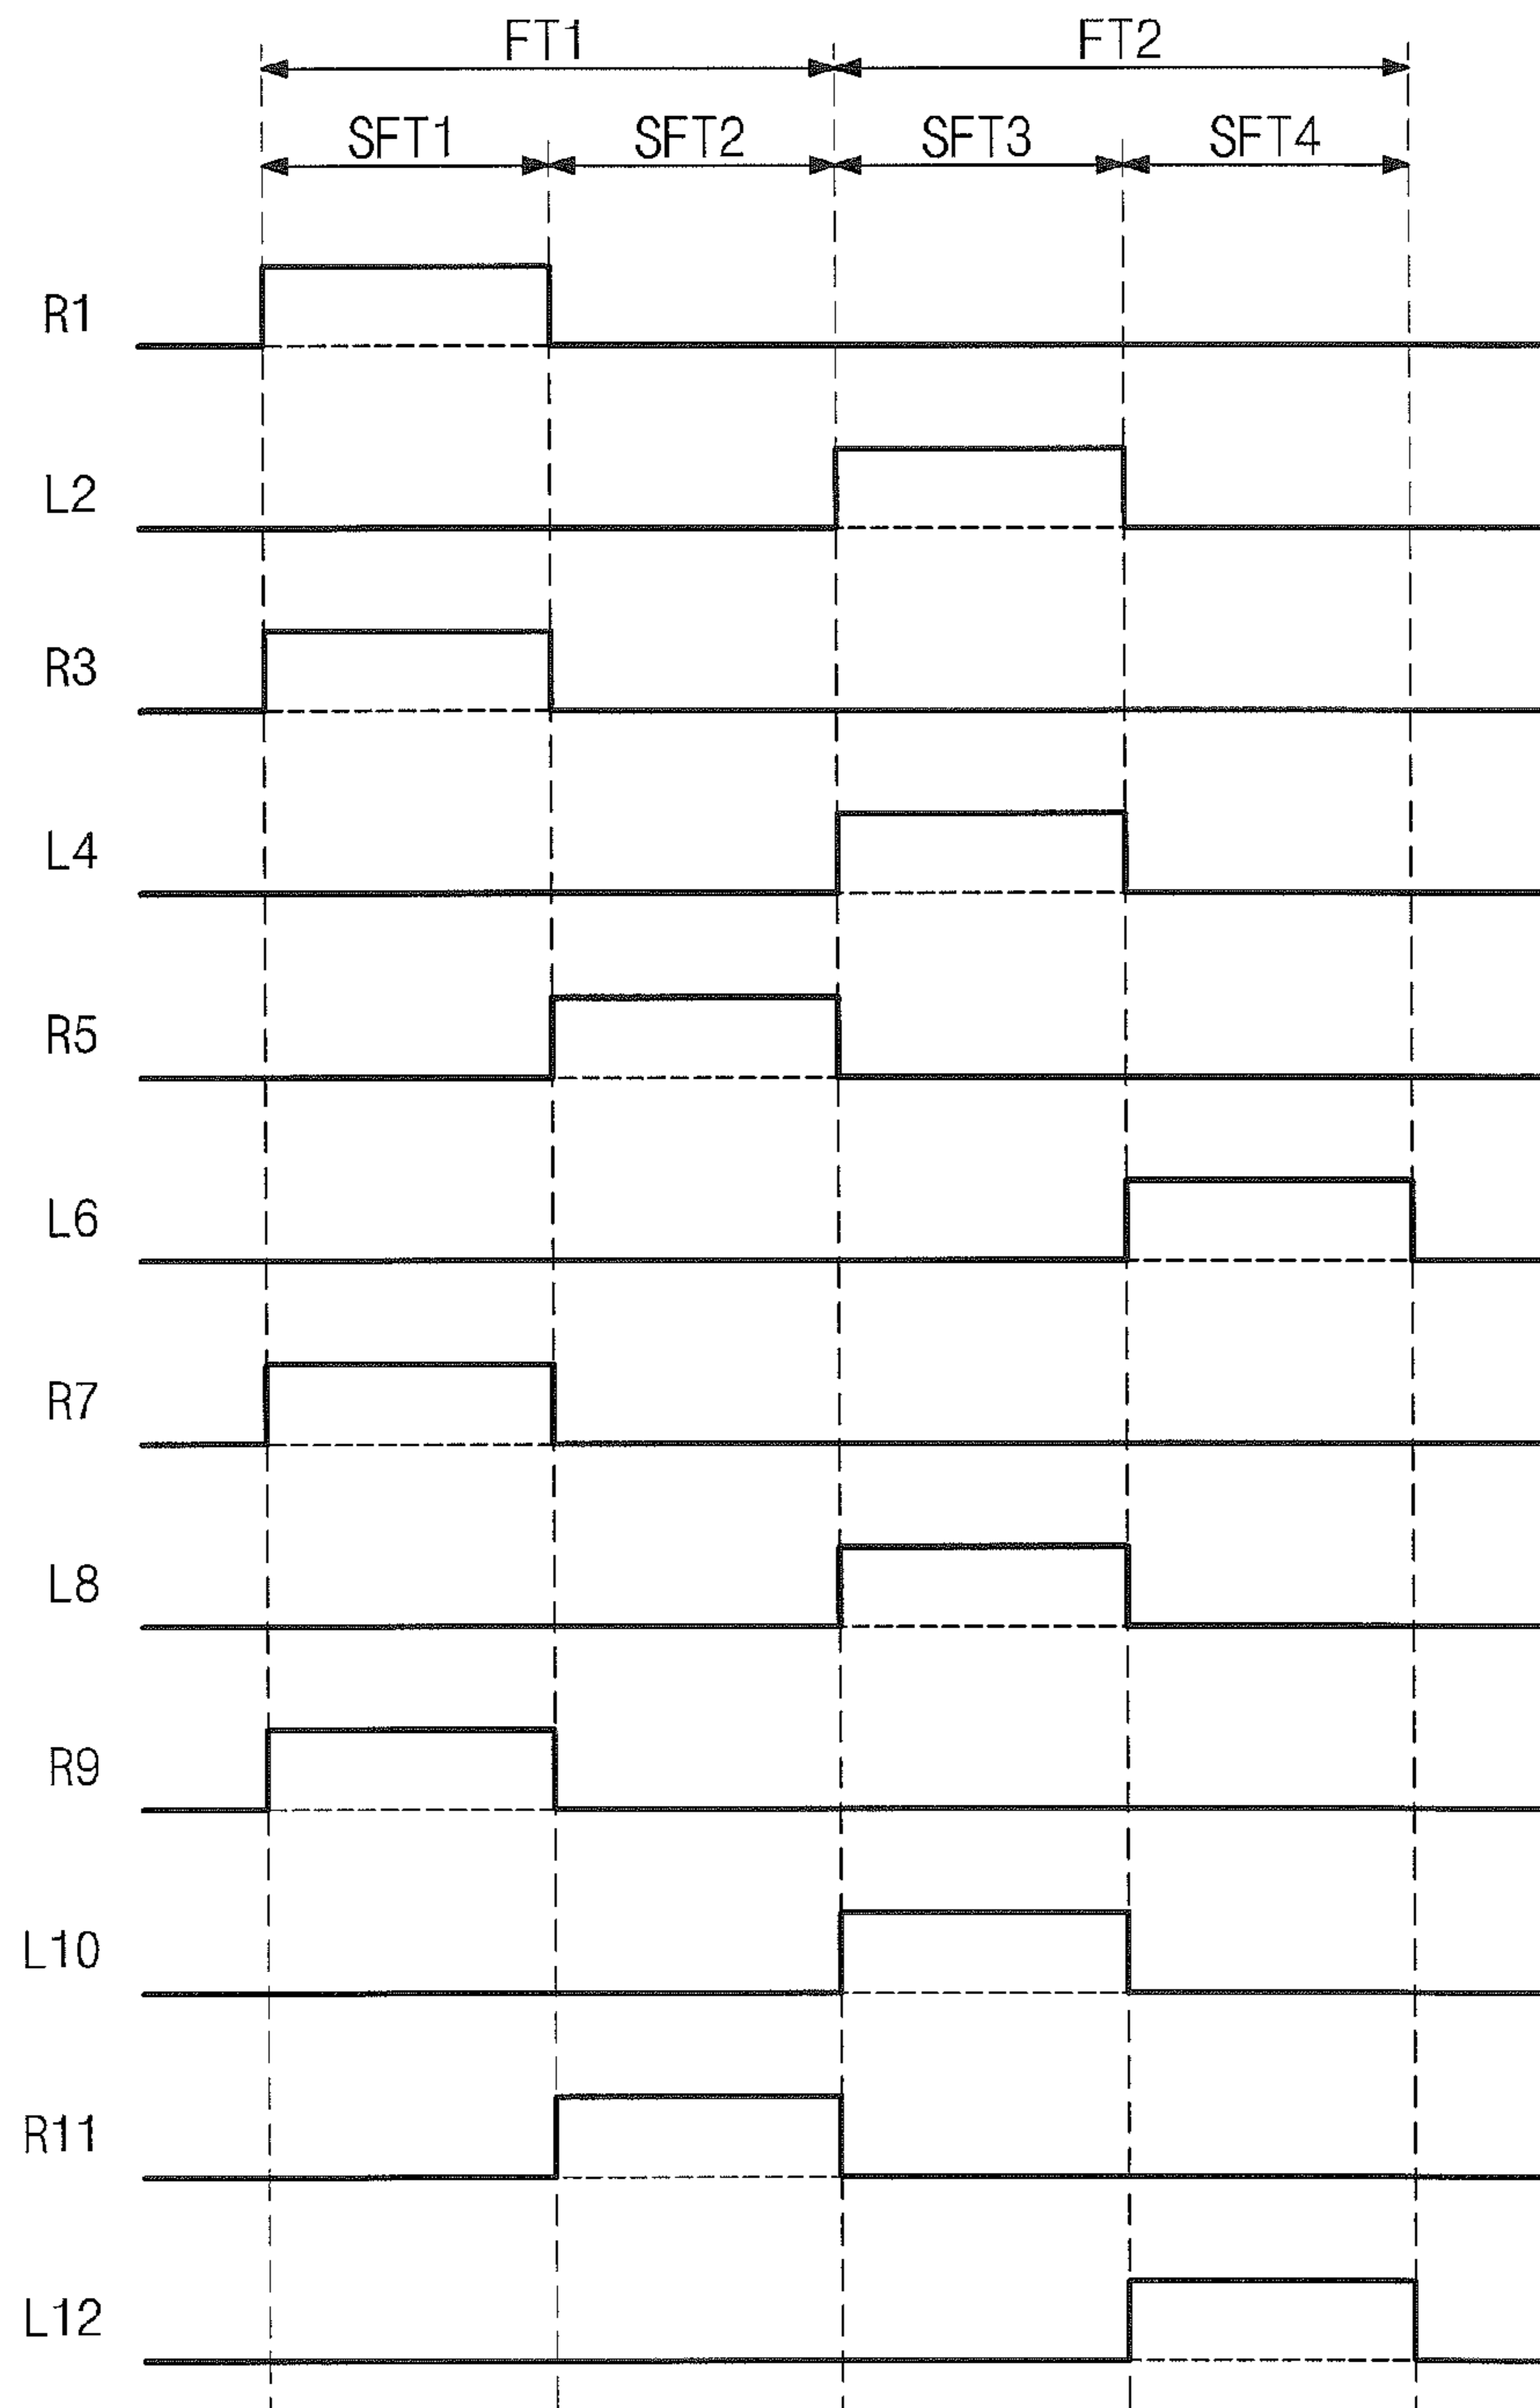 FT1 FT2
SFT1 SFT2 SFT3 SFT4
R1
L2
R3
L4
R5
L6
R7
L8
R9
L10
R11
L12